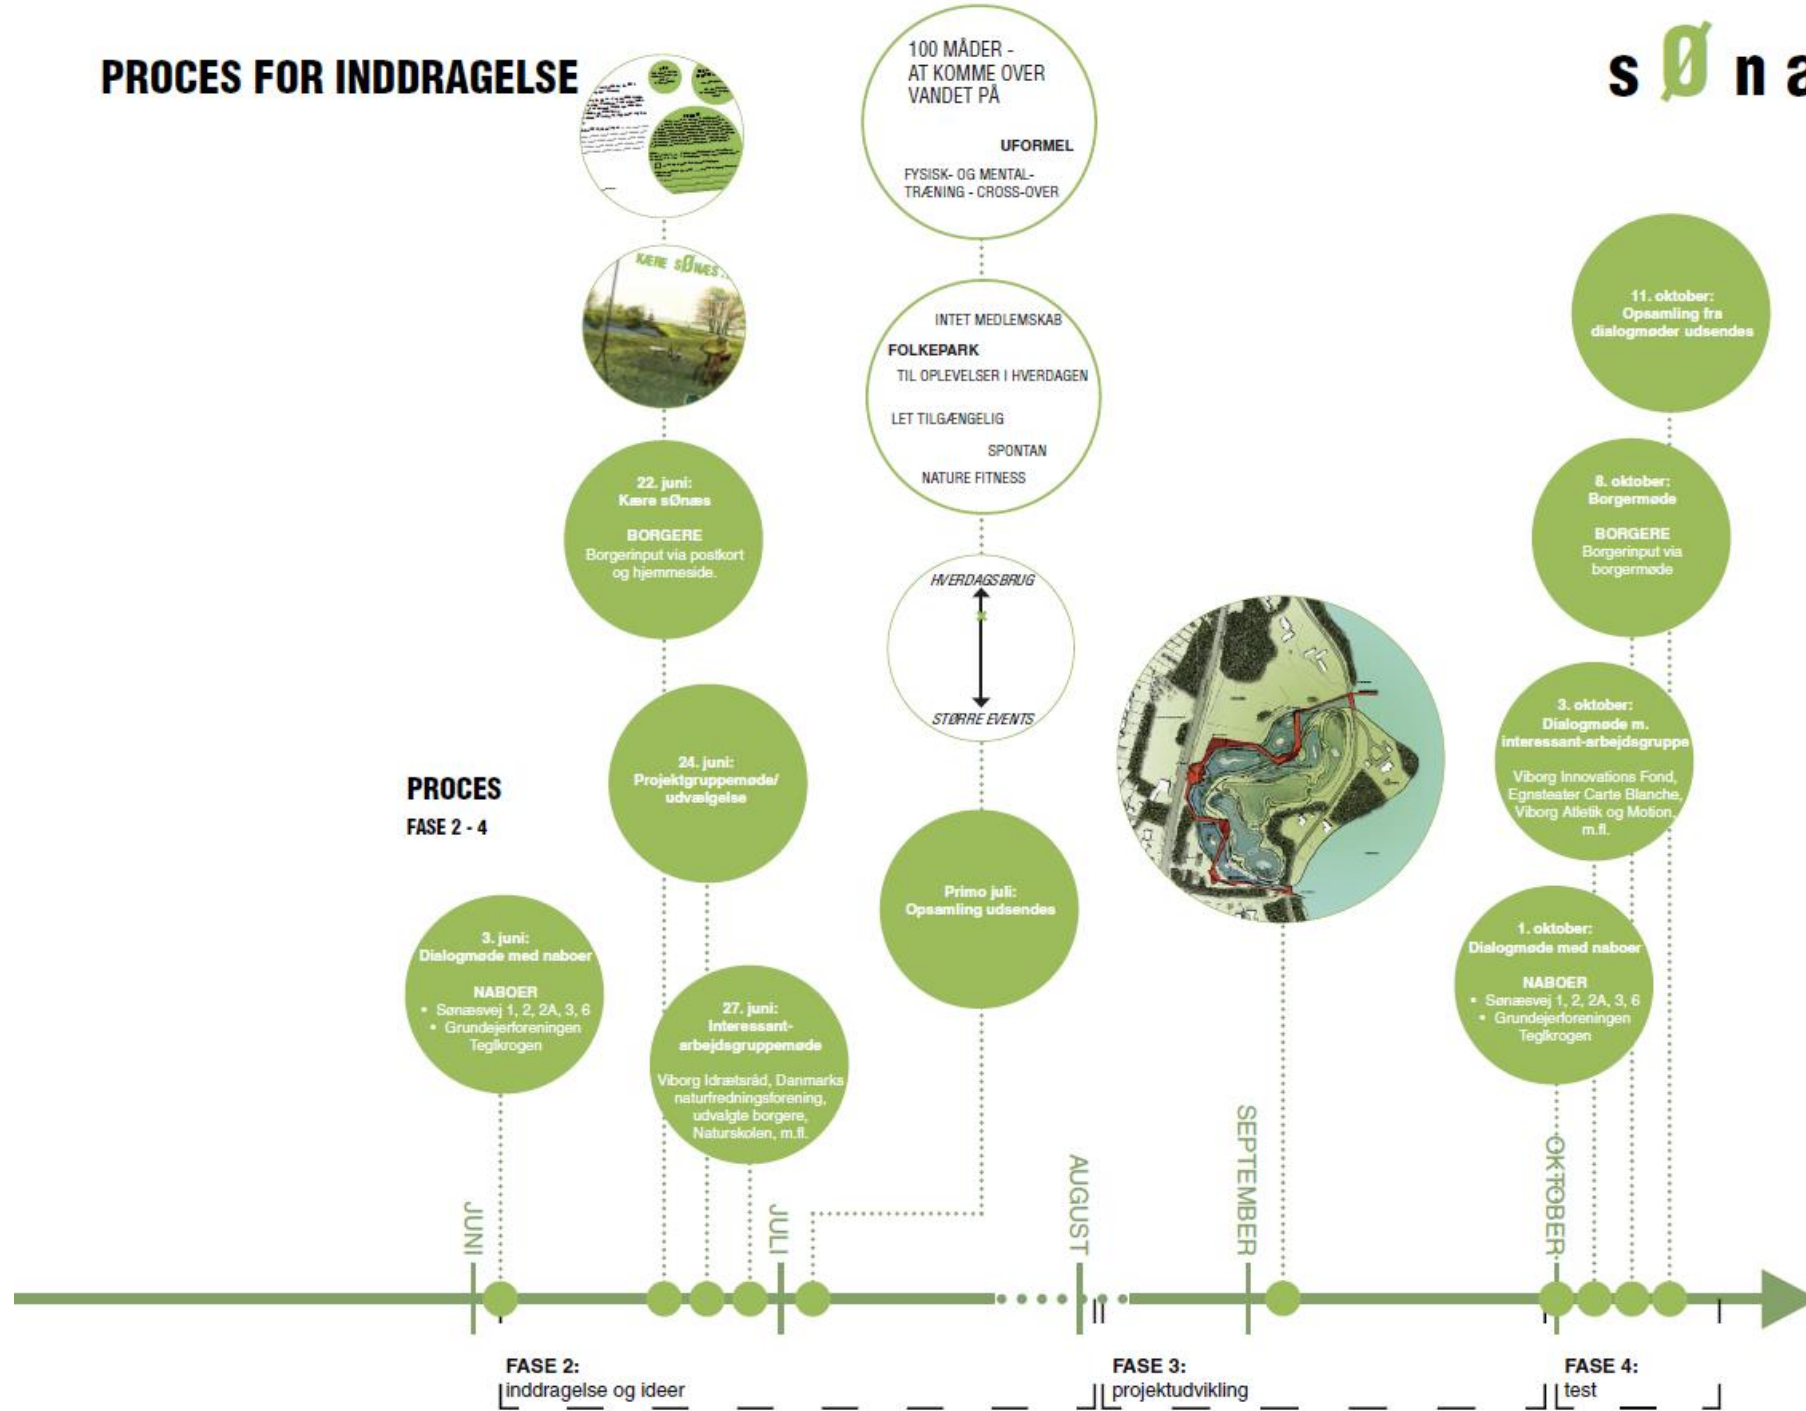 PROCES FOR INDDRAGELSE
sØna
KÆRE SØNÆS..
100 MÅDER -
AT KOMME OVER
VANDET PÅ
UFORMEL
FYSISK- OG MENTAL-
TRÆNING - CROSS-OVER
INTET MEDLEMSKAB
FOLKEPARK
TIL OPLEVELSER I HVERDAGEN
LET TILGÆNGELIG
SPONTAN
NATURE FITNESS
HVERDAGSBRUG
STØRRE EVENTS
PROCES
FASE 2 - 4
3. juni:
Dialogmøde med naboer
NABOER
• Sønæsvej 1, 2, 2A, 3, 6
• Grundejerforeningen
Teglkrogen
22. juni:
Kære sØnæs
BORGERE
Borgerinput via postkort
og hjemmeside.
24. juni:
Projektgruppemøde/
udvælgelse
27. juni:
Interessant-
arbejdsgruppemøde
Viborg Idrætsråd, Danmarks
naturfredningsforening,
udvalgte borgere,
Naturskolen, m.fl.
Primo juli:
Opsamling udsendes
1. oktober:
Dialogmøde med naboer
NABOER
• Sønæsvej 1, 2, 2A, 3, 6
• Grundejerforeningen
Teglkrogen
3. oktober:
Dialogmøde m.
interessant-arbejdsgruppe
Viborg Innovations Fond,
Egnsteater Carte Blanche,
Viborg Atletik og Motion,
m.fl.
8. oktober:
Borgermøde
BORGERE
Borgerinput via
borgermøde
11. oktober:
Opsamling fra
dialogmøder udsendes
JUNI
JULI
AUGUST
SEPTEMBER
OKTOBER
FASE 2:
inddragelse og ideer
FASE 3:
projektudvikling
FASE 4:
test